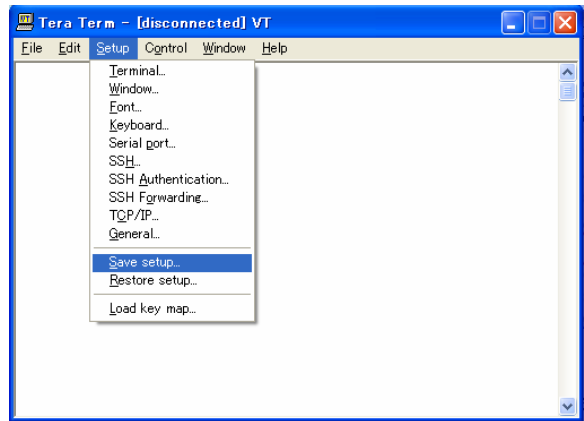 Tera Term - [disconnected] VT
File Edit Setup Control Window Help
Terminal...
Window...
Font...
Keyboard...
Serial port...
SSH...
SSH Authentication...
SSH Forwarding...
TCP/IP...
General...
Save setup...
Restore setup...
Load key map...